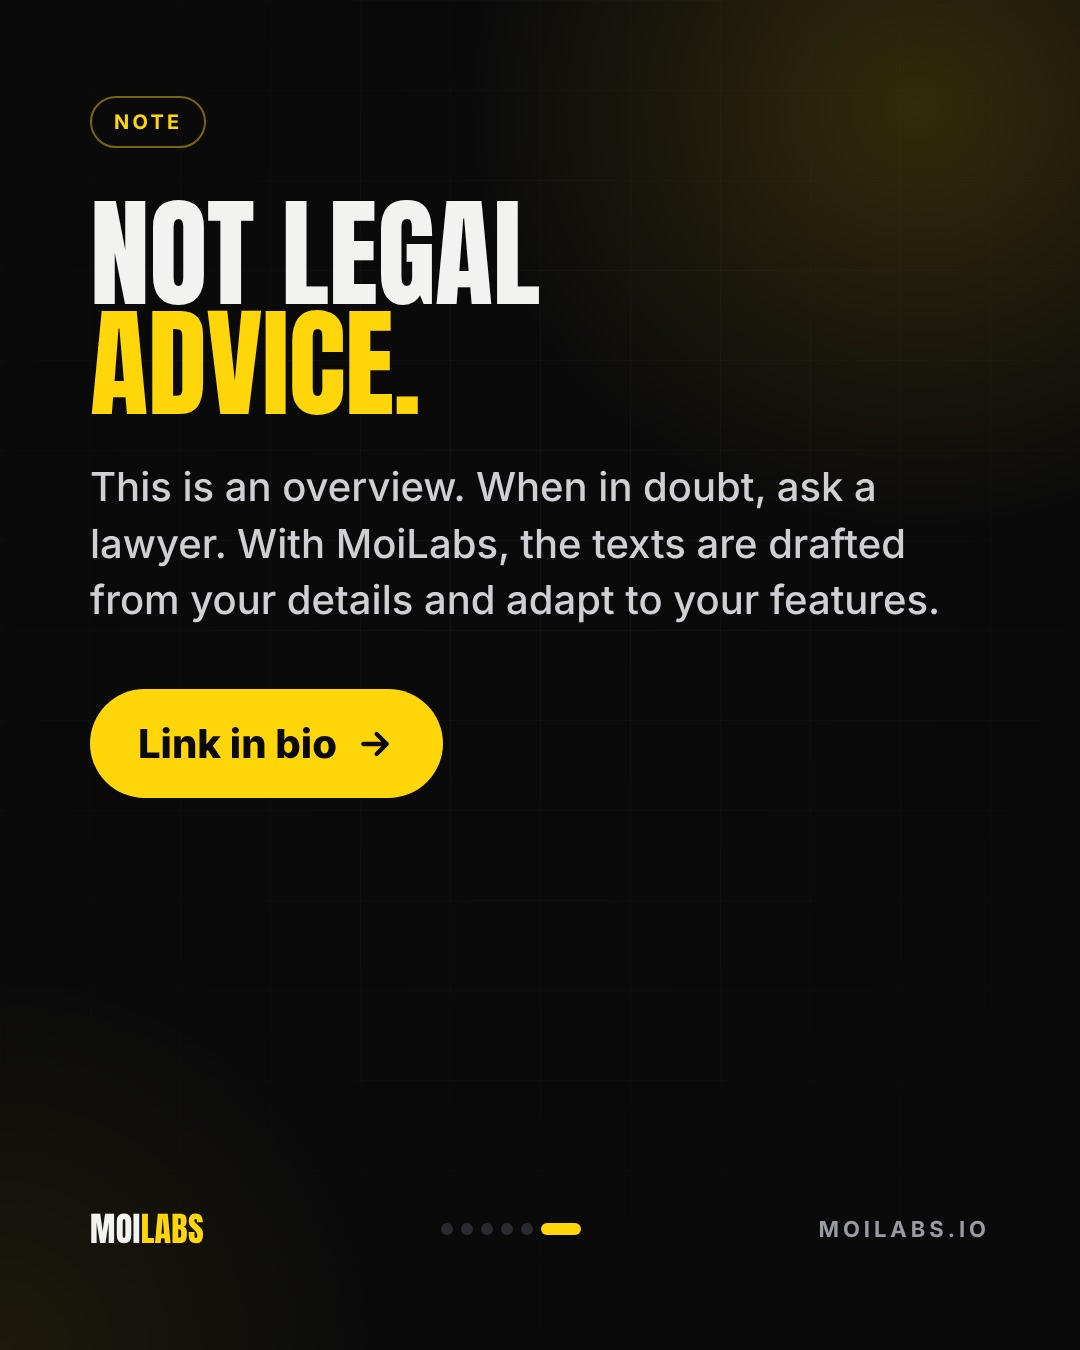 NOTE
NOT LEGAL
ADVICE.
This is an overview. When in doubt, ask a
lawyer. With MoiLabs, the texts are drafted
from your details and adapt to your features.
Link in bio →
MOILABS
MOILABS.IO